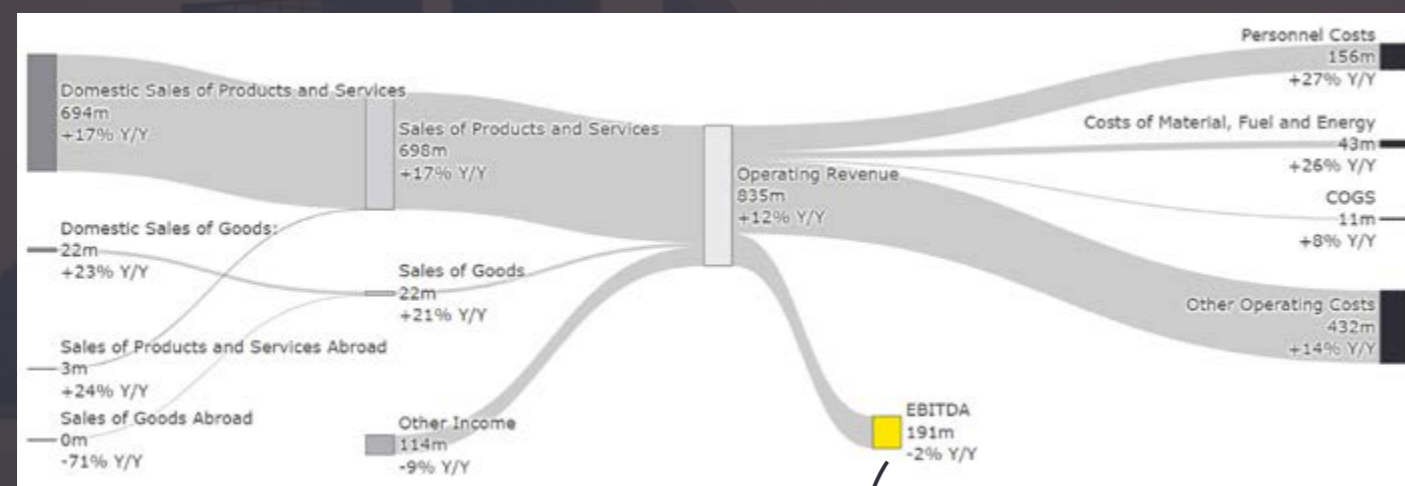 Domestic Sales of Products and Services
694m
+17% Y/Y
Domestic Sales of Goods:
22m
+23% Y/Y
Sales of Products and Services Abroad
3m
+24% Y/Y
Sales of Goods Abroad
0m
-71% Y/Y
Sales of Products and Services
698m
+17% Y/Y
Sales of Goods
22m
+21% Y/Y
Other Income
114m
-9% Y/Y
Operating Revenue
835m
+12% Y/Y
EBITDA
191m
-2% Y/Y
Personnel Costs
156m
+27% Y/Y
Costs of Material, Fuel and Energy
43m
+26% Y/Y
COGS
11m
+8% Y/Y
Other Operating Costs
432m
+14% Y/Y